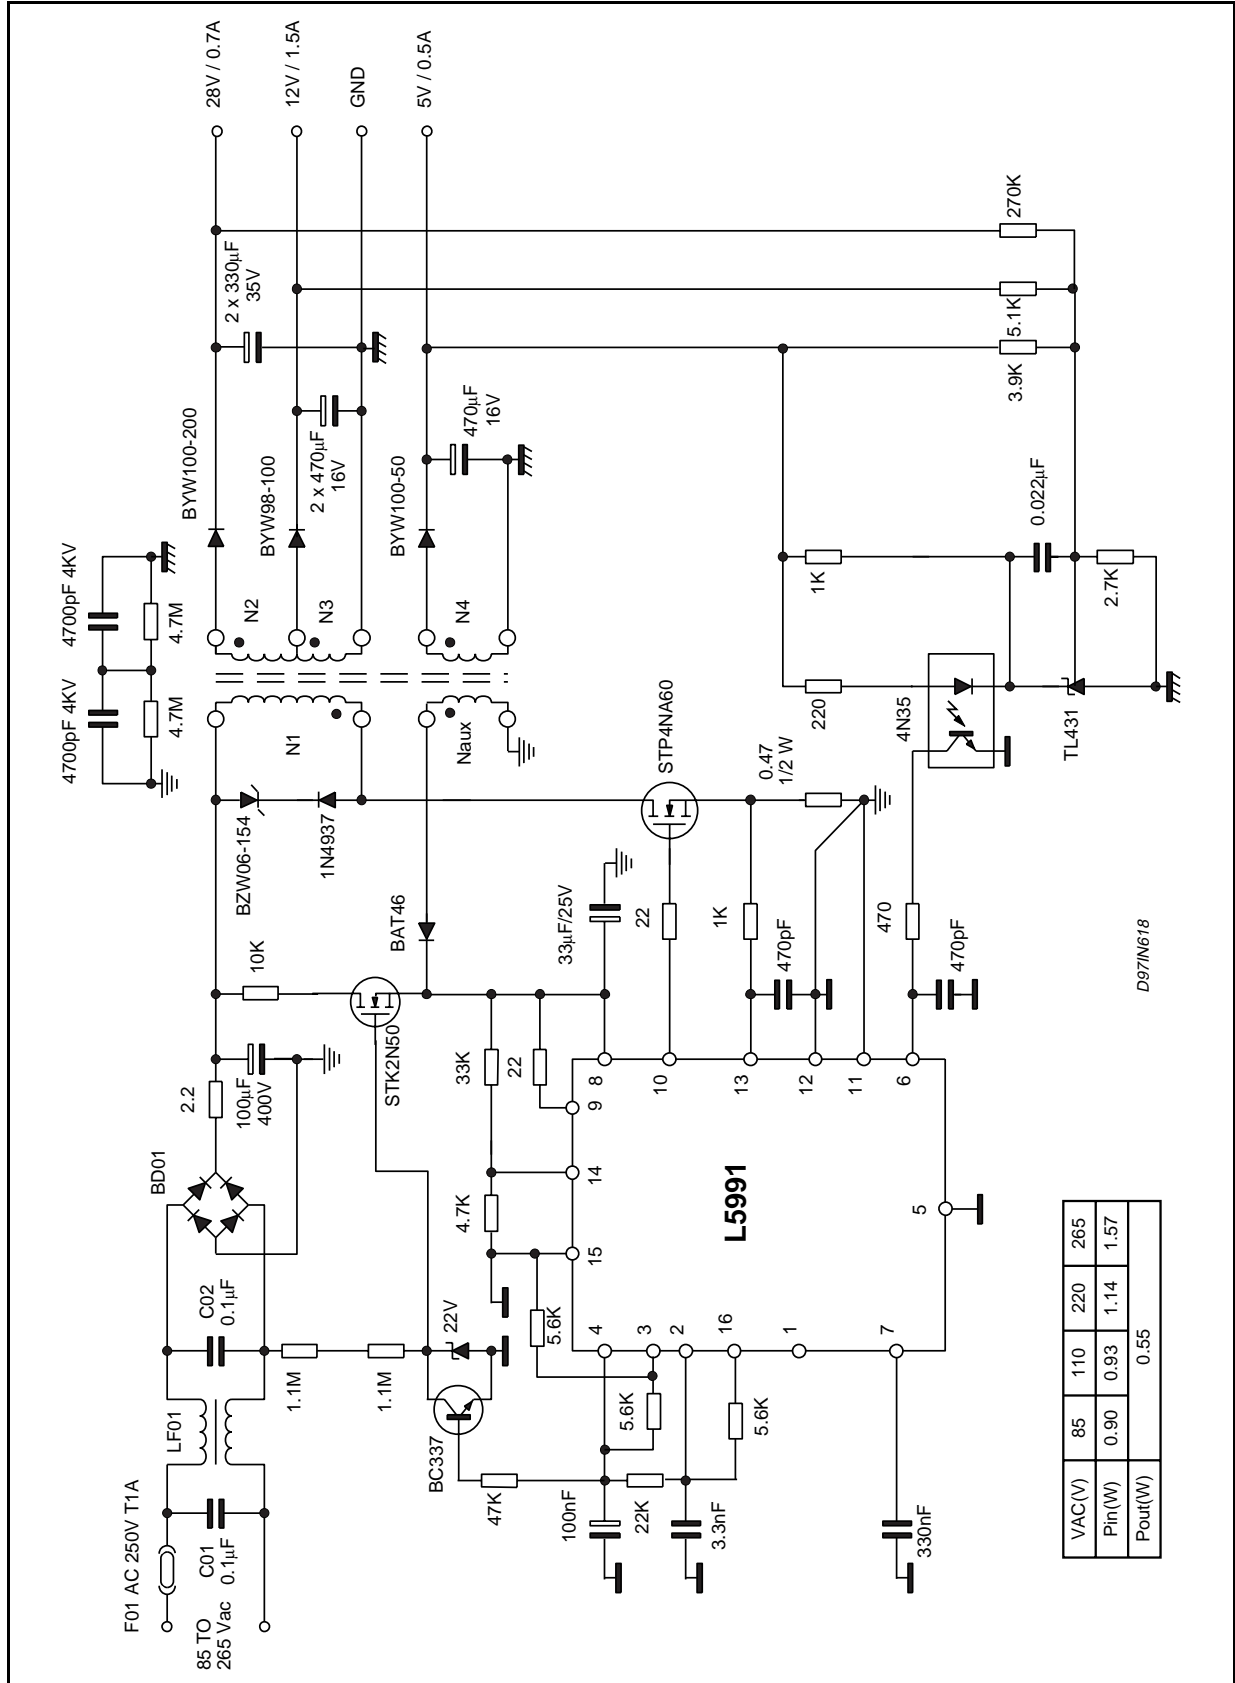 F01 AC 250V T1A
85 TO
265 Vac
C01
0.1µF
LF01
C02
0.1µF
BD01
2.2
100µF
400V
10K
STK2N50
BZW06-154
1N4937
BAT46
4700pF 4KV
4700pF 4KV
4.7M
4.7M
N1
Naux
N2
N3
N4
BYW100-200
BYW98-100
BYW100-50
2 x 330µF
35V
2 x 470µF
16V
470µF
16V
28V / 0.7A
12V / 1.5A
GND
5V / 0.5A
1.1M
1.1M
22V
BC337
47K
33K
22
4.7K
5.6K
33µF/25V
22
STP4NA60
0.47
1/2 W
1K
470pF
470
470pF
4N35
220
1K
0.022µF
2.7K
TL431
3.9K
5.1K
270K
100nF
22K
3.3nF
5.6K
5.6K
330nF
L5991
4
3
2
16
1
7
15
14
9
8
10
13
12
11
6
5
D97IN618
VAC(V) 85 110 220 265
Pin(W) 0.90 0.93 1.14 1.57
Pout(W) 0.55